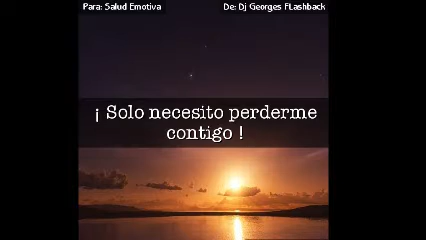 Para: Salud Emotiva
De: Dj Georges FLashback
¡ Solo necesito perderme
contigo !